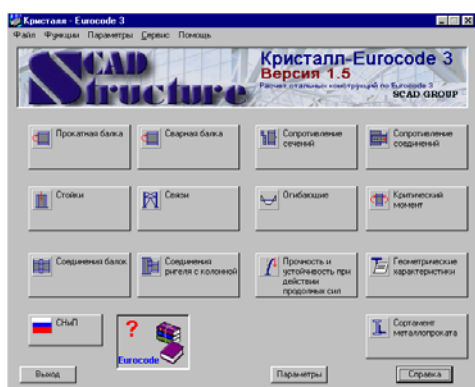 Кристалл - Eurocode 3
Файл Функции Параметры Сервис Помощь
SCAD
Structure
Кристалл-Eurocode 3
Версия 1.5
Расчет стальных конструкций по Eurocode 3
SCAD GROUP
Прокатная балка
Сварная балка
Сопротивление
сечений
Сопротивление
соединений
Стойки
Связи
Огибающие
Критический
момент
Соединения балок
Соединения
ригеля с колонной
Прочность и
устойчивость при
действии
продольных сил
Геометрические
характеристики
СНиП
?
Eurocode
Сортамент
металлопроката
Выход
Параметры
Справка